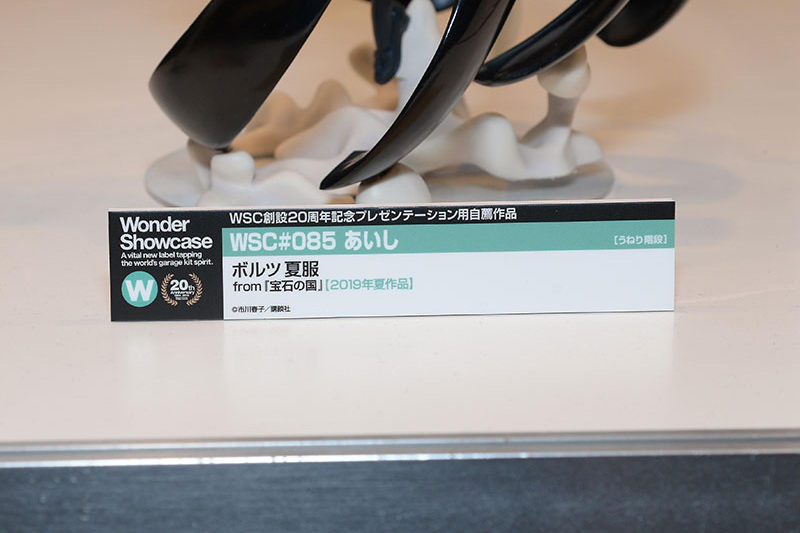 Wonder
Showcase
A vital new label tapping
the world's garage kit spirit.
W
20th
Anniversary
WSC創設20周年記念プレゼンテーション用自薦作品
WSC#085 あいし
[うねり階段]
ボルツ 夏服
from『宝石の国』【2019年夏作品】
©市川春子/講談社